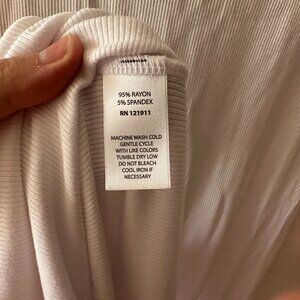 95% RAYON
5% SPANDEX
RN 121911
MACHINE WASH COLD
GENTLE CYCLE
WITH LIKE COLORS
TUMBLE DRY LOW
DO NOT BLEACH
COOL IRON IF
NECESSARY